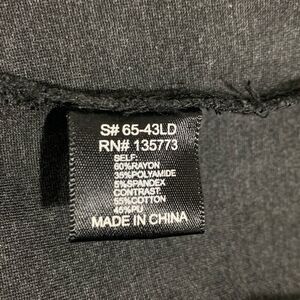 S# 65-43LD
RN# 135773
SELF:
60%RAYON
35%POLYAMIDE
5%SPANDEX
CONTRAST:
55%COTTON
45%PU
MADE IN CHINA